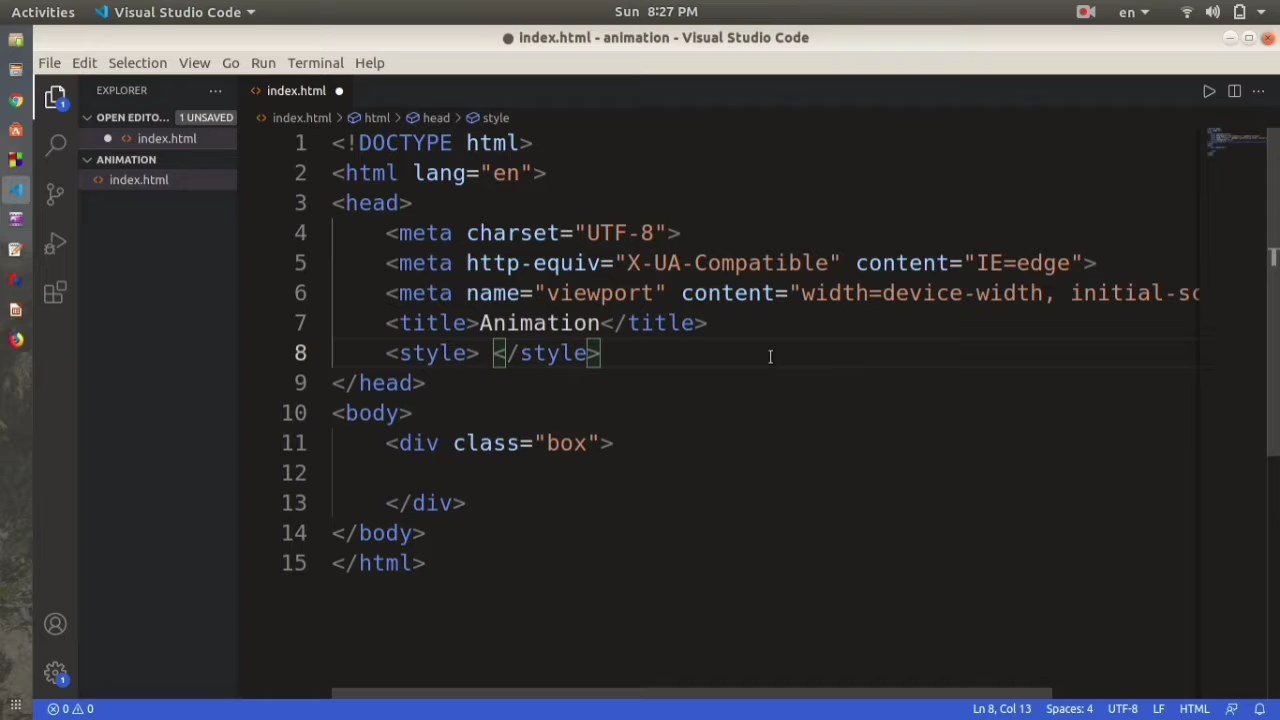 Activities
Visual Studio Code
Sun 8:27 PM
en
index.html - animation - Visual Studio Code
File Edit Selection View Go Run Terminal Help
EXPLORER
OPEN EDITO... 1 UNSAVED
index.html
ANIMATION
index.html
1
1
index.html
index.html html head style
1 <!DOCTYPE html>
2 <html lang="en">
3 <head>
4 <meta charset="UTF-8">
5 <meta http-equiv="X-UA-Compatible" content="IE=edge">
6 <meta name="viewport" content="width=device-width, initial-sc
7 <title>Animation</title>
8 <style> </style>
9 </head>
10 <body>
11 <div class="box">
12
13 </div>
14 </body>
15 </html>
0 0
Ln 8, Col 13 Spaces: 4 UTF-8 LF HTML